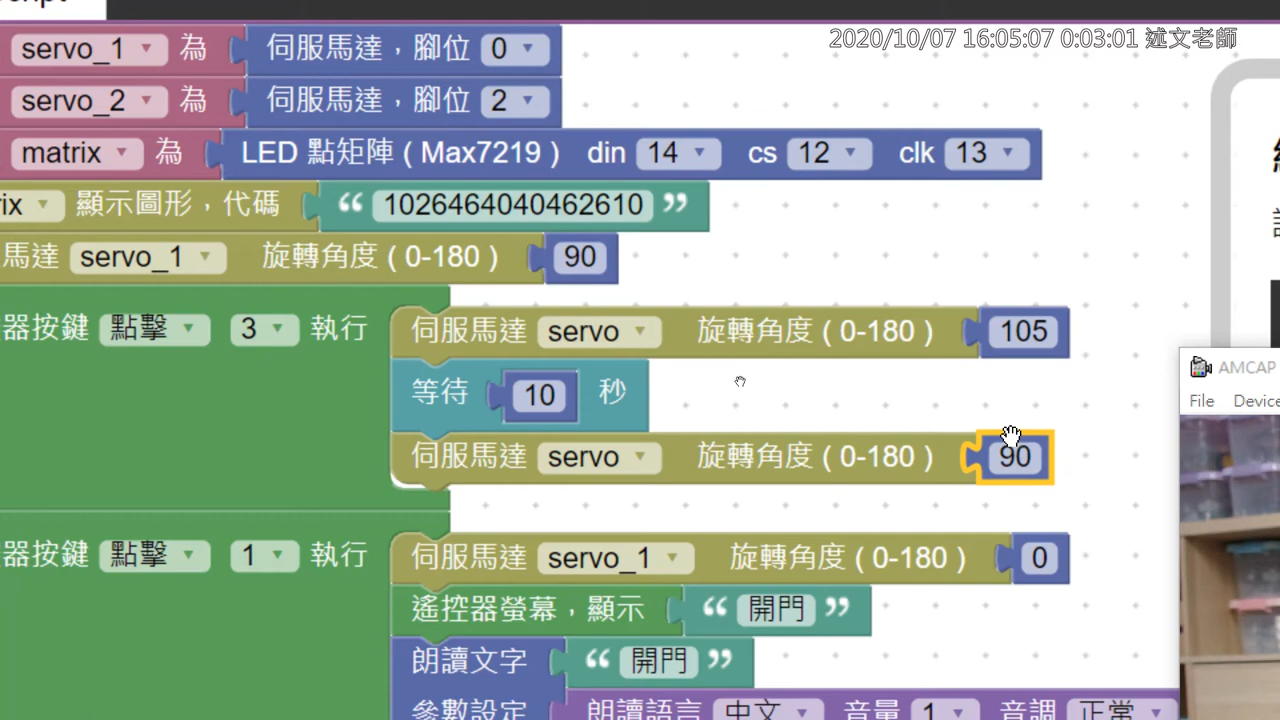 2020/10/07 16:05:07 0:03:01 述文老師
servo_1 為 伺服馬達，腳位 0
servo_2 為 伺服馬達，腳位 2
matrix 為 LED 點矩陣 ( Max7219 ) din 14 cs 12 clk 13
rix 顯示圖形，代碼 “ 1026464040462610 ”
馬達 servo_1 旋轉角度 ( 0-180 ) 90
器按鍵 點擊 3 執行 伺服馬達 servo 旋轉角度 ( 0-180 ) 105
等待 10 秒
伺服馬達 servo 旋轉角度 ( 0-180 ) 90
器按鍵 點擊 1 執行 伺服馬達 servo_1 旋轉角度 ( 0-180 ) 0
遙控器螢幕，顯示 “ 開門 ”
朗讀文字 “ 開門 ”
參數設定 朗讀語言 中文 音量 1 音調 正常
AMCAP
File Device